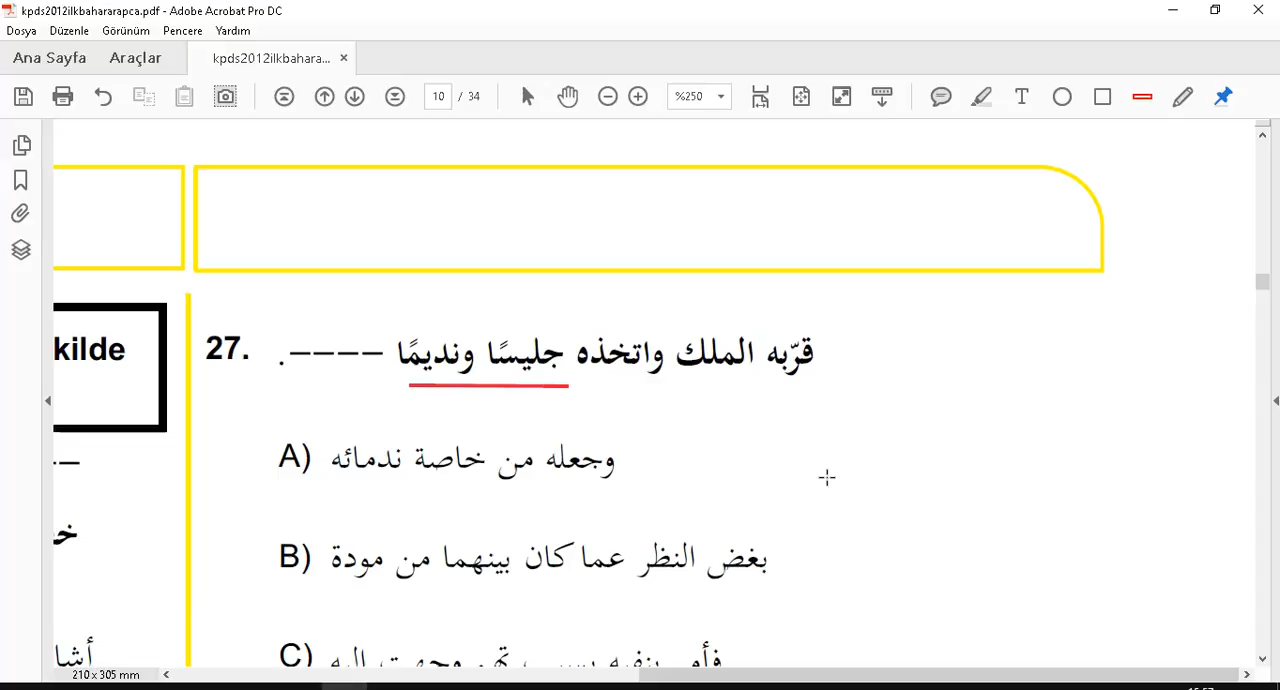 kpds2012ilkbahararapca.pdf - Adobe Acrobat Pro DC
Dosya Düzenle Görünüm Pencere Yardım
Ana Sayfa Araçlar kpds2012ilkbahara... ×
10 / 34 %250 T
27. قرّبه الملك واتخذه جليسًا ونديمًا ----.
kilde
A) وجعله من خاصة ندمائه
B) بغض النظر عما كان بينهما من مودة
C)
أشا
210 x 305 mm